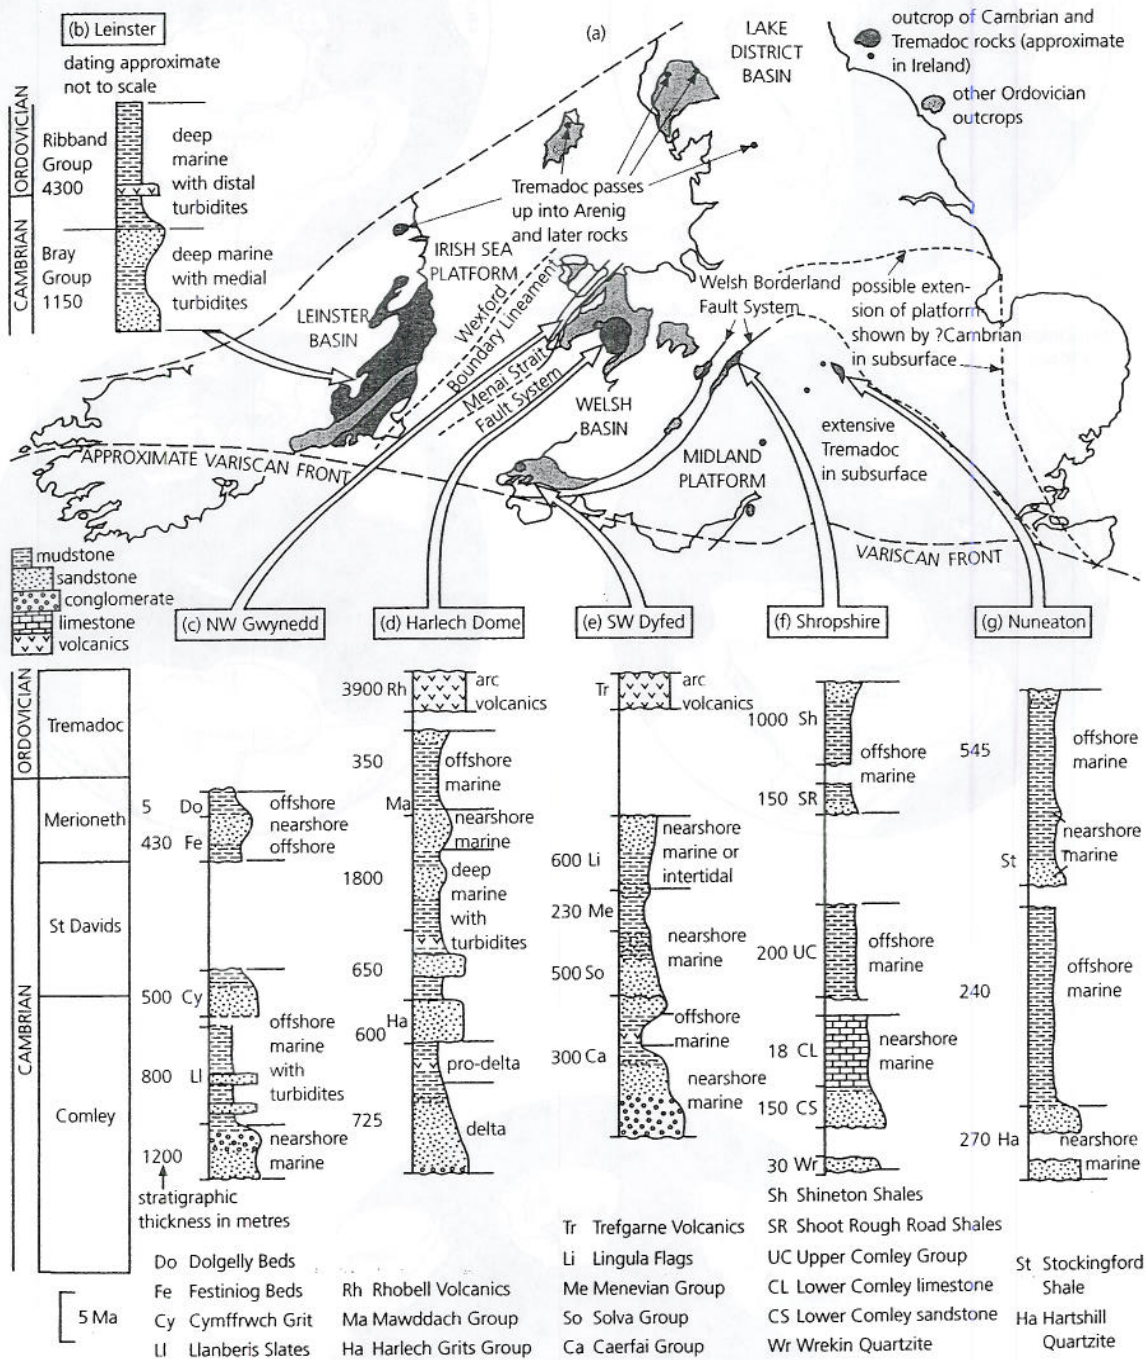 (b) Leinster
dating approximate
not to scale
ORDOVICIAN
CAMBRIAN
Ribband
Group
4300
deep
marine
with distal
turbidites
Bray
Group
1150
deep marine
with medial
turbidites
(a)
LAKE
DISTRICT
BASIN
outcrop of Cambrian and
Tremadoc rocks (approximate
in Ireland)
other Ordovician
outcrops
Tremadoc passes
up into Arenig
and later rocks
IRISH SEA
PLATFORM
LEINSTER
BASIN
Wexford
Boundary Lineament
Menai Strait
Fault System
Welsh Borderland
Fault System
possible exten-
sion of platform
shown by ?Cambrian
in subsurface
WELSH
BASIN
MIDLAND
PLATFORM
extensive
Tremadoc
in subsurface
APPROXIMATE VARISCAN FRONT
VARISCAN FRONT
mudstone
sandstone
conglomerate
limestone
volcanics
(c) NW Gwynedd
(d) Harlech Dome
(e) SW Dyfed
(f) Shropshire
(g) Nuneaton
ORDOVICIAN
CAMBRIAN
Tremadoc
Merioneth
St Davids
Comley
5 Do
430 Fe
offshore
nearshore
offshore
500 Cy
800 Ll
offshore
marine
with
turbidites
1200
nearshore
marine
stratigraphic
thickness in metres
3900 Rh
arc
volcanics
350
offshore
marine
Ma
nearshore
marine
1800
deep
marine
with
turbidites
650
Ha
600
pro-delta
725
delta
Tr
arc
volcanics
600 Li
nearshore
marine or
intertidal
230 Me
nearshore
marine
500 So
offshore
marine
300 Ca
nearshore
marine
1000 Sh
offshore
marine
150 SR
200 UC
offshore
marine
18 CL
nearshore
marine
150 CS
30 Wr
545
offshore
marine
nearshore
marine
St
240
offshore
marine
270 Ha
nearshore
marine
5 Ma
Do Dolgelly Beds
Fe Festiniog Beds
Cy Cymffrwch Grit
Ll Llanberis Slates
Rh Rhobell Volcanics
Ma Mawddach Group
Ha Harlech Grits Group
Tr Trefgarne Volcanics
Li Lingula Flags
Me Menevian Group
So Solva Group
Ca Caerfai Group
Sh Shineton Shales
SR Shoot Rough Road Shales
UC Upper Comley Group
CL Lower Comley limestone
CS Lower Comley sandstone
Wr Wrekin Quartzite
St Stockingford
Shale
Ha Hartshill
Quartzite